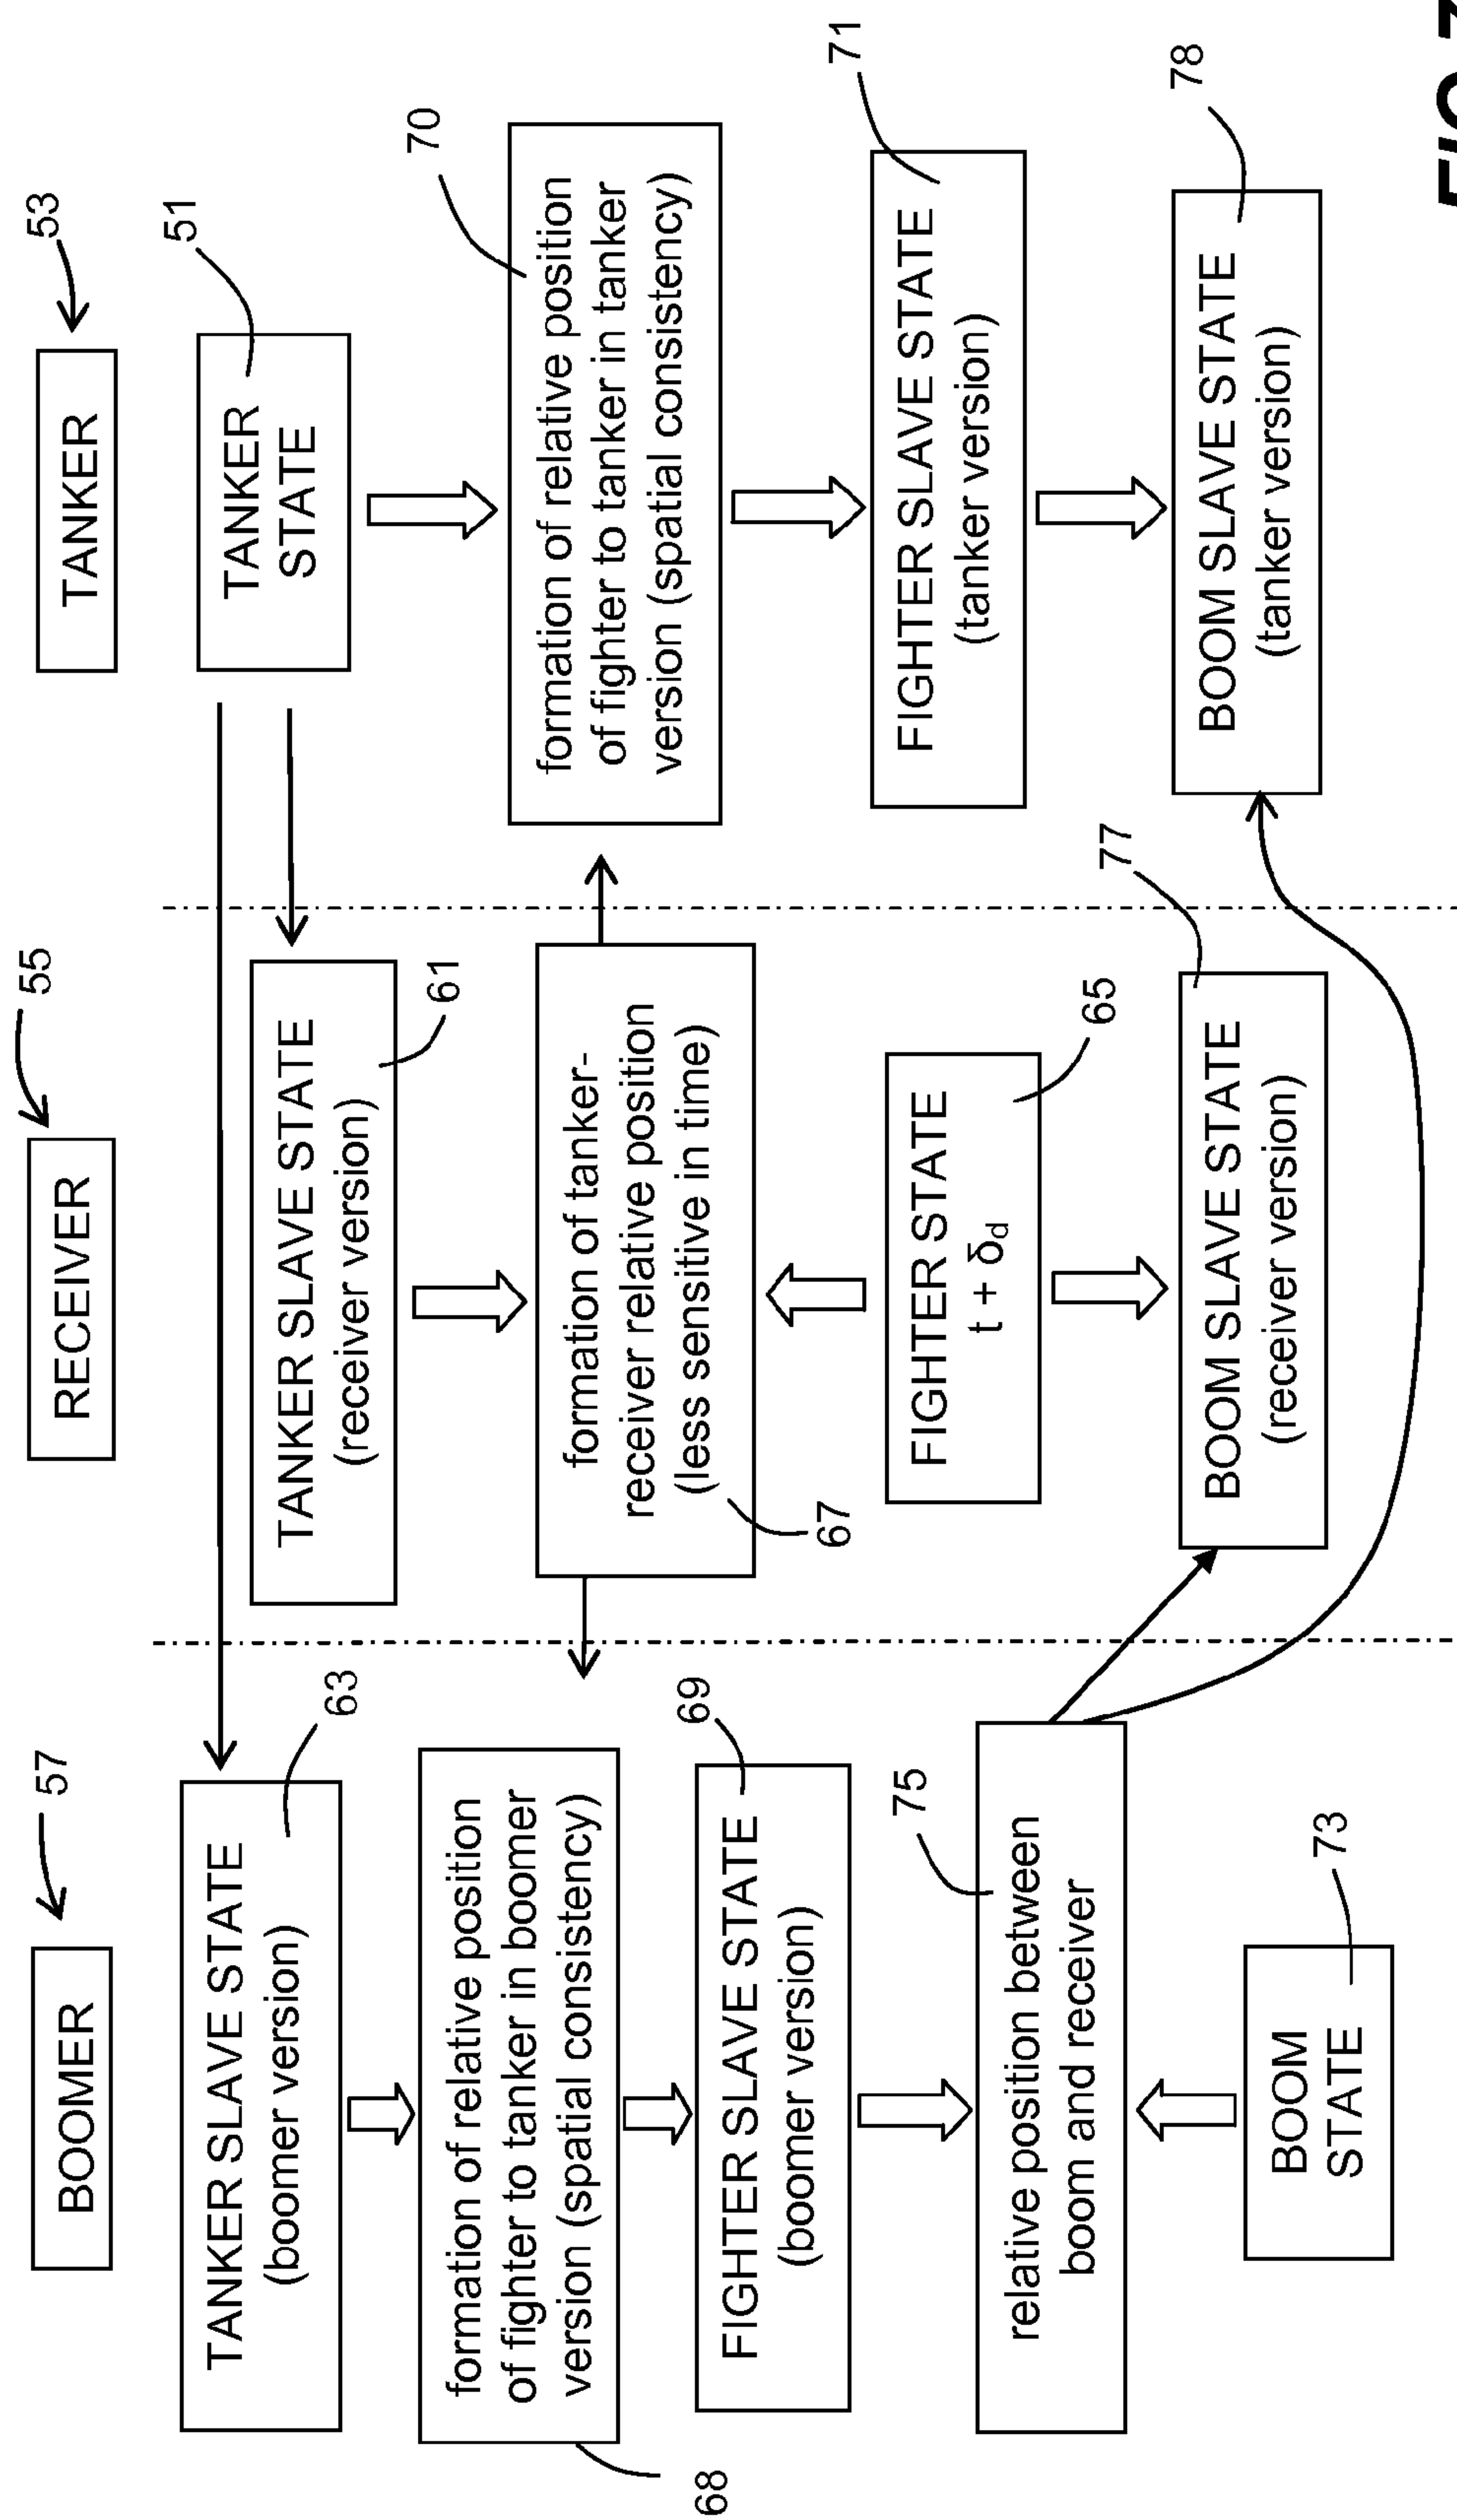 BOOMER
57
TANKER SLAVE STATE
(boomer version)
63
formation of relative position
of fighter to tanker in boomer
version (spatial consistency)
68
FIGHTER SLAVE STATE
(boomer version)
69
relative position between
boom and receiver
75
BOOM
STATE
73
RECEIVER
55
TANKER SLAVE STATE
(receiver version)
61
formation of tanker-
receiver relative position
(less sensitive in time)
67
FIGHTER STATE
t + δd
65
BOOM SLAVE STATE
(receiver version)
77
TANKER
53
TANKER
STATE
51
formation of relative position
of fighter to tanker in tanker
version (spatial consistency)
70
FIGHTER SLAVE STATE
(tanker version)
71
BOOM SLAVE STATE
(tanker version)
78